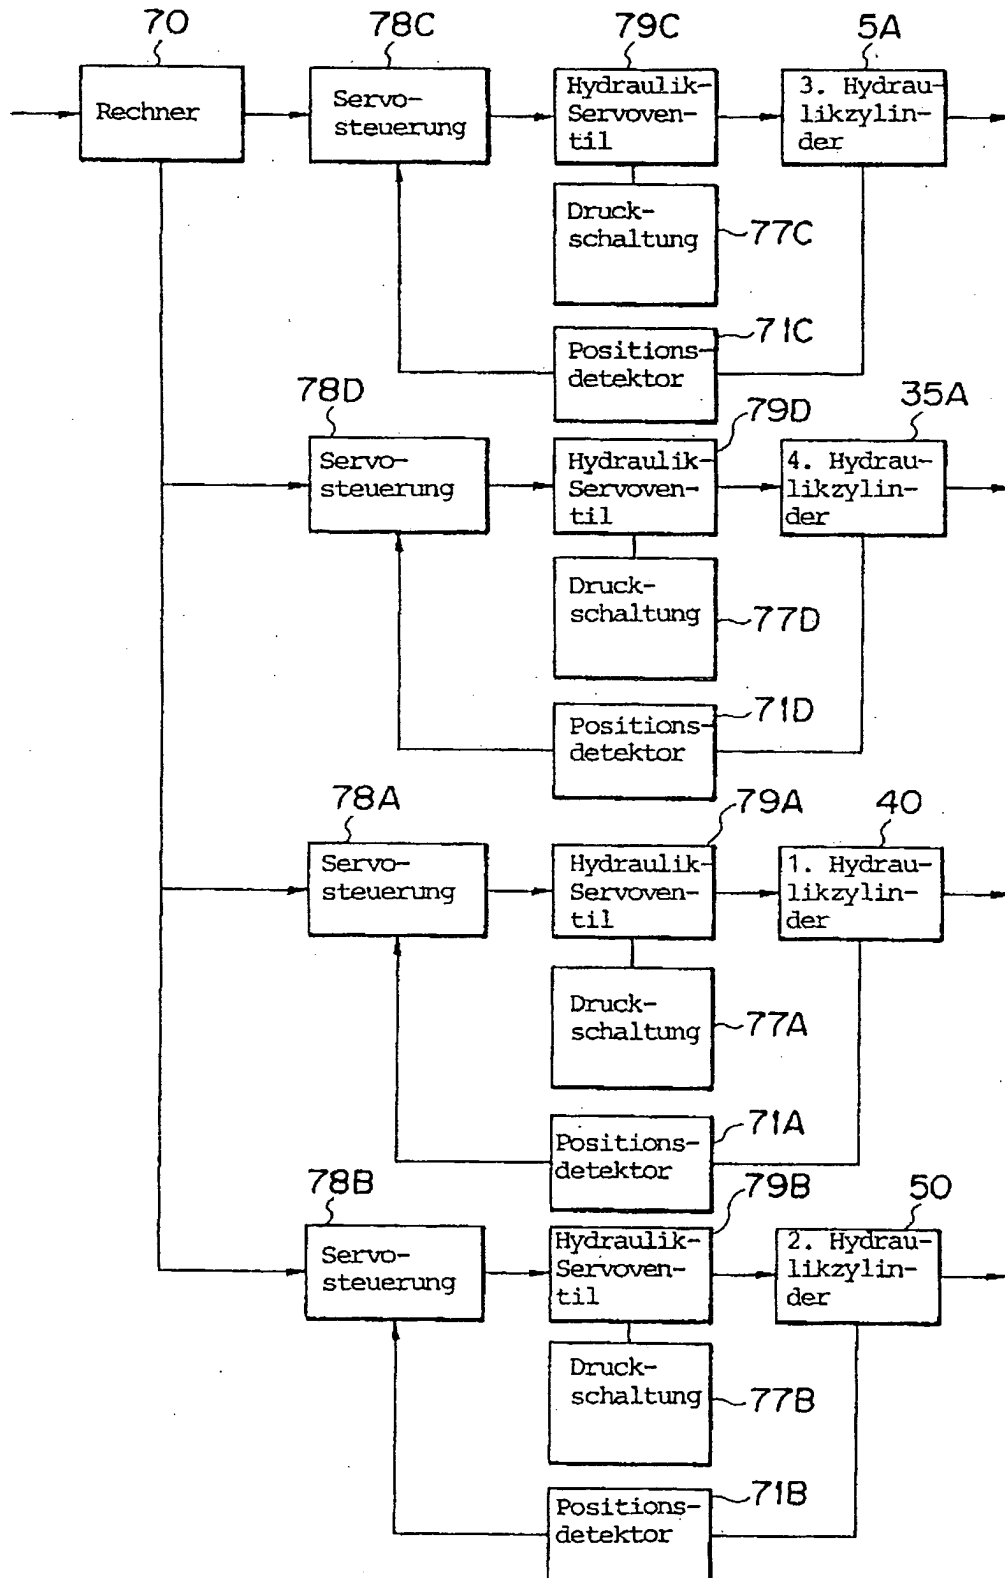 70
78C
79C
5A
Rechner
Servo-
steuerung
Hydraulik-
Servoven-
til
3. Hydrau-
likzylin-
der
Druck-
schaltung
77C
71C
Positions-
detektor
78D
79D
35A
Servo-
steuerung
Hydraulik-
Servoven-
til
4. Hydrau-
likzylin-
der
Druck-
schaltung
77D
71D
Positions-
detektor
78A
79A
40
Servo-
steuerung
Hydraulik-
Servoven-
til
1. Hydrau-
likzylin-
der
Druck-
schaltung
77A
71A
Positions-
detektor
78B
79B
50
Servo-
steuerung
Hydraulik-
Servoven-
til
2. Hydrau-
likzylin-
der
Druck-
schaltung
77B
71B
Positions-
detektor